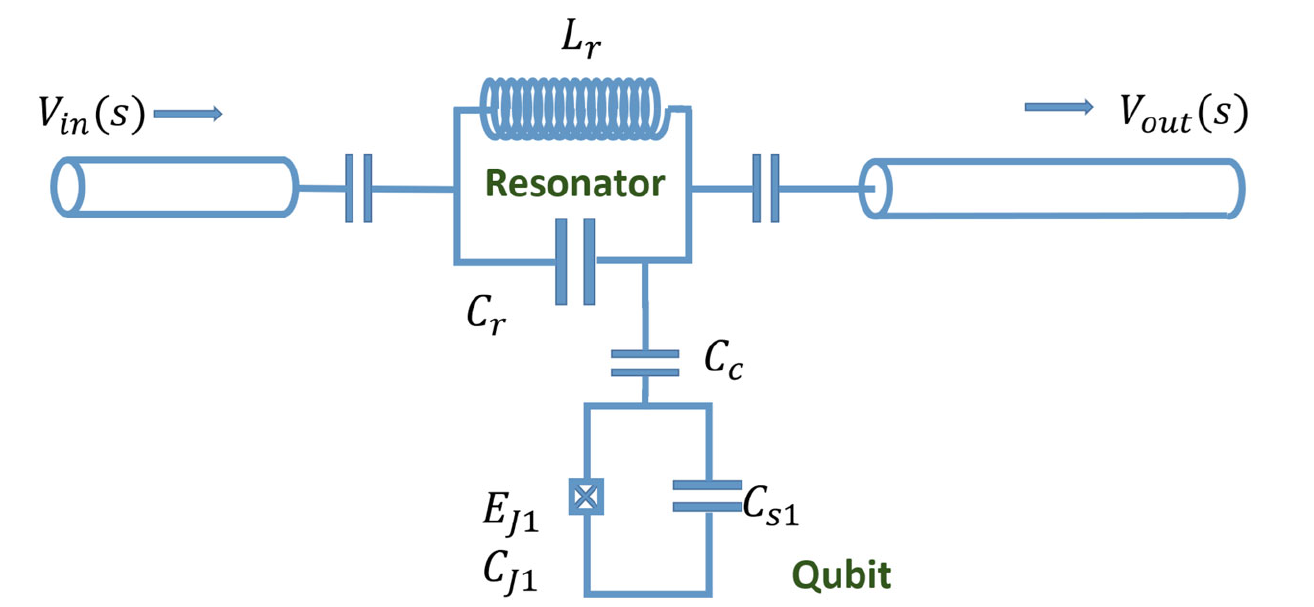 L_r
V_in(s)
V_out(s)
Resonator
C_r
C_c
E_J1
C_s1
C_J1
Qubit